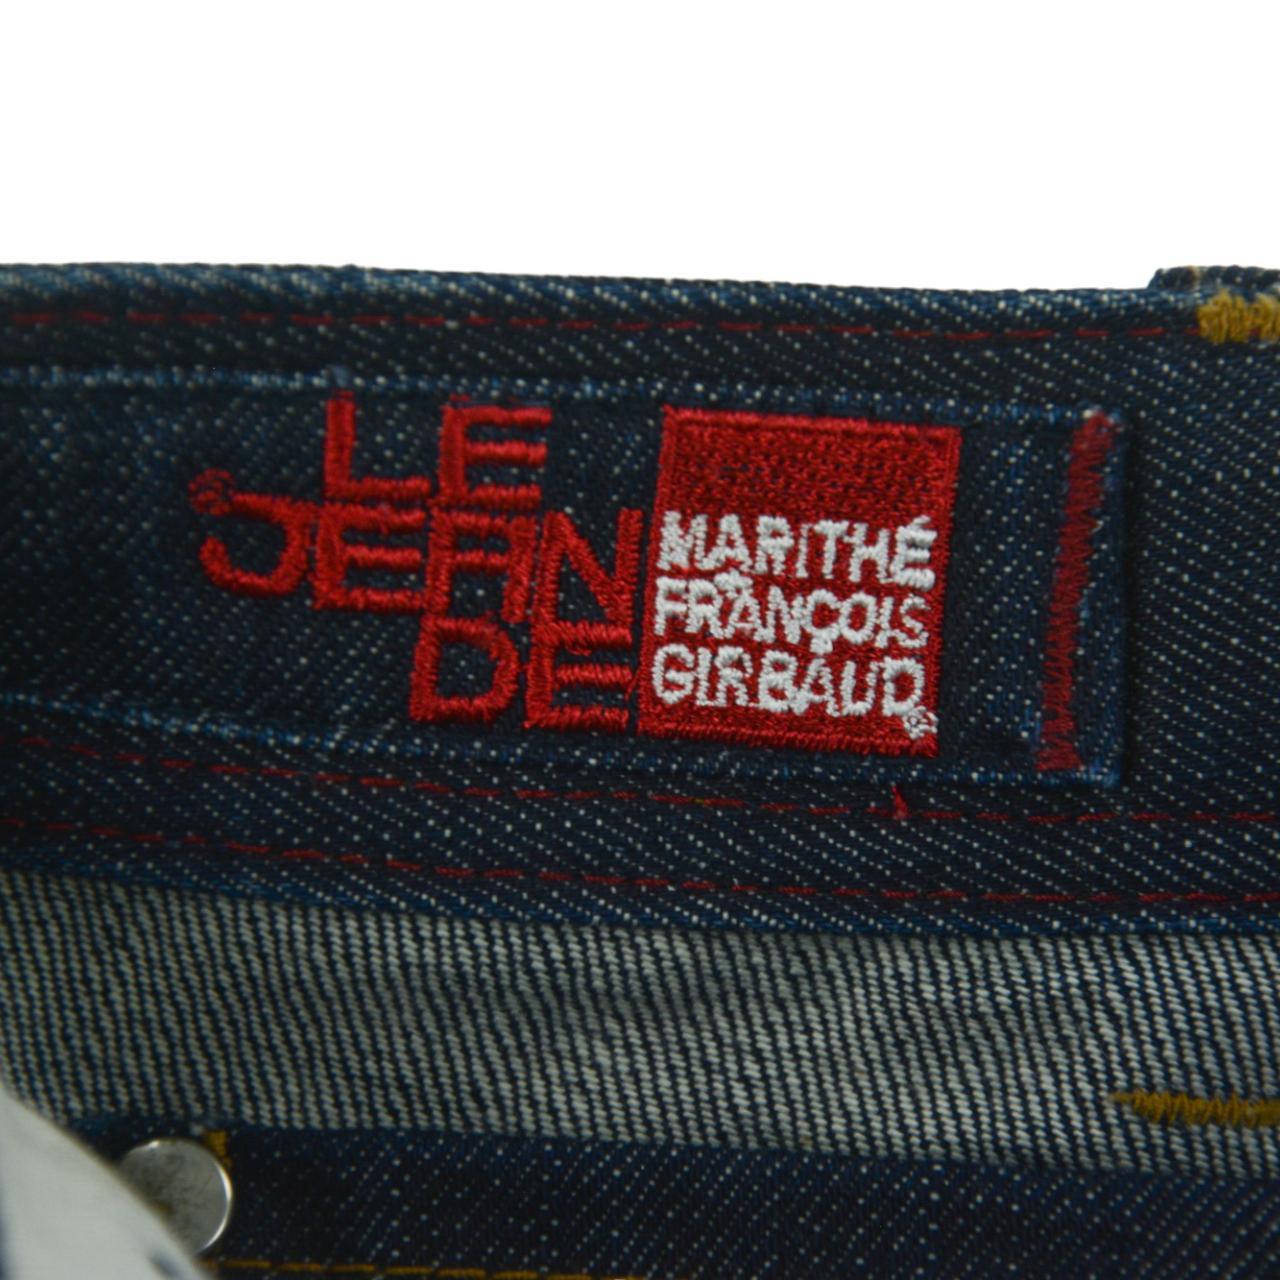 LE
JEAN
DE
MARITHÉ
FRANÇOIS
GIRBAUD